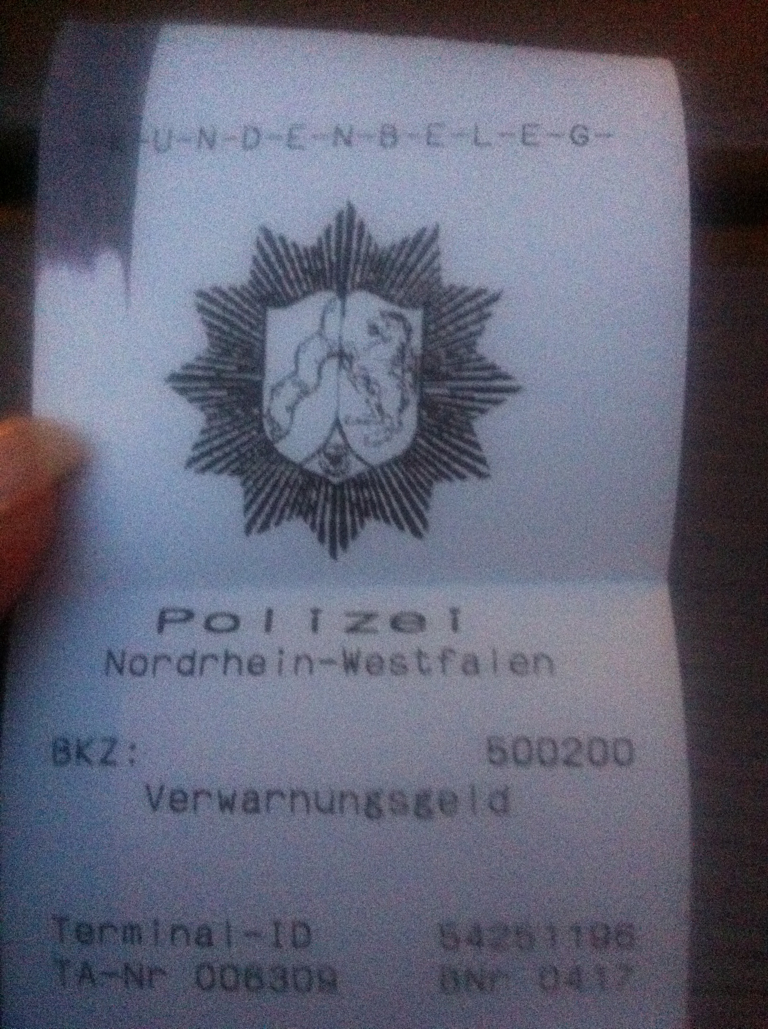 K-U-N-D-E-N-B-E-L-E-G-
Polizei
Nordrhein-Westfalen
BKZ: 500200
Verwarnungsgeld
Terminal-ID 54251196
TA-Nr 006309 BNr 0417